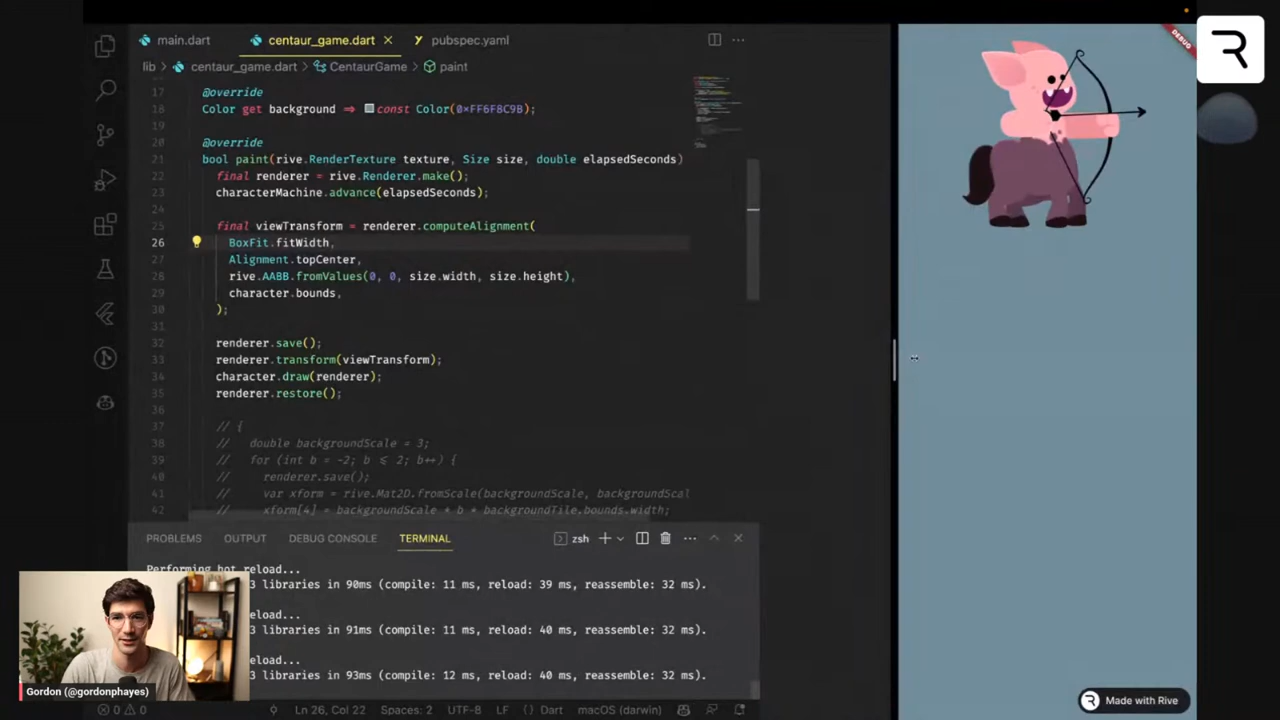 main.dart
centaur_game.dart
pubspec.yaml
lib > centaur_game.dart > CentaurGame > paint
17 @override
18 Color get background => const Color(0xFF6F8C9B);
19
20 @override
21 bool paint(rive.RenderTexture texture, Size size, double elapsedSeconds)
22 final renderer = rive.Renderer.make();
23 characterMachine.advance(elapsedSeconds);
24
25 final viewTransform = renderer.computeAlignment(
26 BoxFit.fitWidth,
27 Alignment.topCenter,
28 rive.AABB.fromValues(0, 0, size.width, size.height),
29 character.bounds,
30 );
31
32 renderer.save();
33 renderer.transform(viewTransform);
34 character.draw(renderer);
35 renderer.restore();
36
37 // {
38 // double backgroundScale = 3;
39 // for (int b = -2; b <= 2; b++) {
40 // renderer.save();
41 // var xform = rive.Mat2D.fromScale(backgroundScale, backgroundScal
42 // xform[4] = backgroundScale * b * backgroundTile.bounds.width;
PROBLEMS OUTPUT DEBUG CONSOLE TERMINAL zsh
Performing hot reload...
3 libraries in 90ms (compile: 11 ms, reload: 39 ms, reassemble: 32 ms).
eload...
3 libraries in 91ms (compile: 11 ms, reload: 40 ms, reassemble: 32 ms).
eload...
3 libraries in 93ms (compile: 12 ms, reload: 40 ms, reassemble: 32 ms).
0 0 Ln 26, Col 22 Spaces: 2 UTF-8 LF { } Dart macOS (darwin)
Gordon (@gordonphayes)
DEBUG
Made with Rive